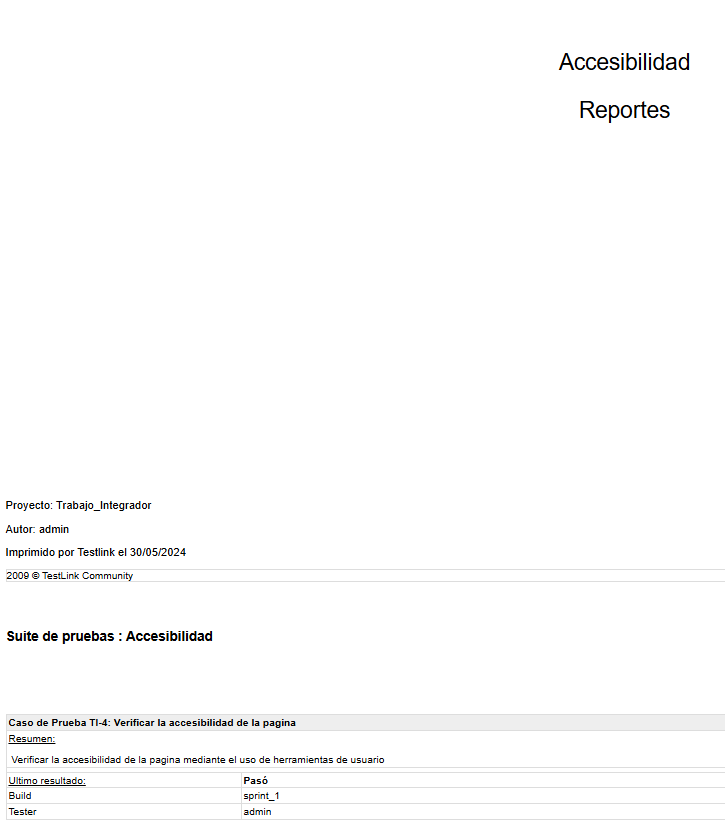 Accesibilidad
Reportes
Proyecto: Trabajo_Integrador
Autor: admin
Imprimido por Testlink el 30/05/2024
2009 © TestLink Community
Suite de pruebas : Accesibilidad
Caso de Prueba TI-4: Verificar la accesibilidad de la pagina
Resumen:
Verificar la accesibilidad de la pagina mediante el uso de herramientas de usuario
Ultimo resultado: Pasó
Build sprint_1
Tester admin